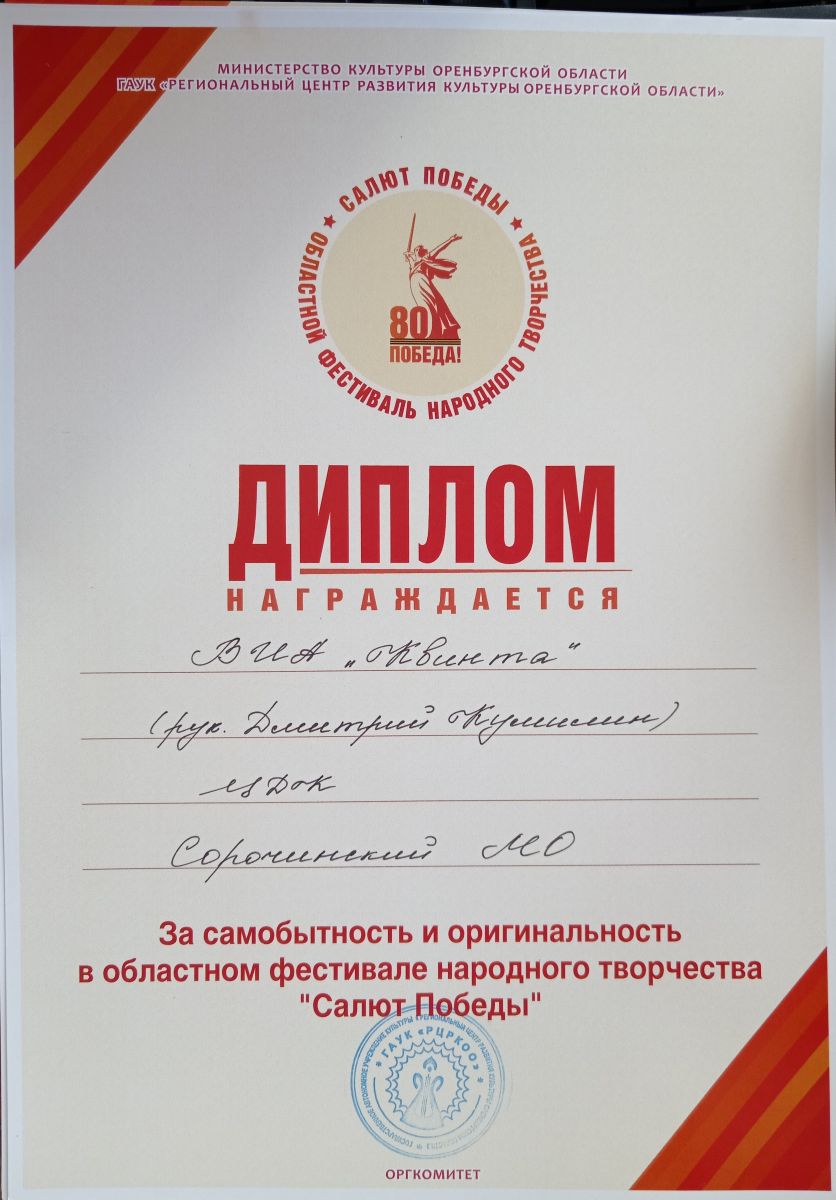 МИНИСТЕРСТВО КУЛЬТУРЫ ОРЕНБУРГСКОЙ ОБЛАСТИ
ГАУК «РЕГИОНАЛЬНЫЙ ЦЕНТР РАЗВИТИЯ КУЛЬТУРЫ ОРЕНБУРГСКОЙ ОБЛАСТИ»
★ САЛЮТ ПОБЕДЫ ★
ОБЛАСТНОЙ ФЕСТИВАЛЬ НАРОДНОГО ТВОРЧЕСТВА
80
ПОБЕДА!
ДИПЛОМ
НАГРАЖДАЕТСЯ
ВИА „Квинта"
(рук. Дмитрий)
ЦДК
Сорочинский МО
За самобытность и оригинальность
в областном фестивале народного творчества
"Салют Победы"
* ГАУК «РЦРКОО» *
ОРГКОМИТЕТ